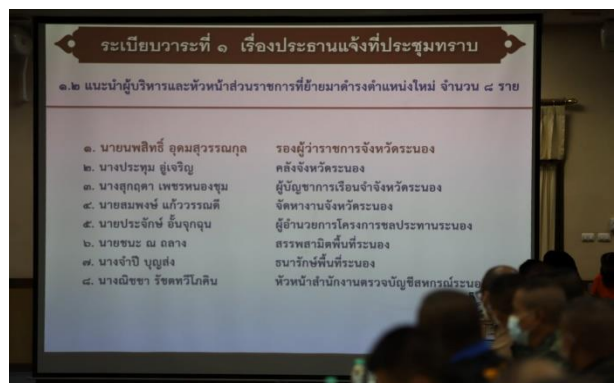 ระเบียบวาระที่ ๑ เรื่องประธานแจ้งที่ประชุมทราบ
๑.๒ แนะนำผู้บริหารและหัวหน้าส่วนราชการที่ย้ายมาดำรงตำแหน่งใหม่ จำนวน ๘ ราย
๑. นายนพสิทธิ์ อุดมสุวรรณกุล รองผู้ว่าราชการจังหวัดระนอง
๒. นางประทุม อู่เจริญ คลังจังหวัดระนอง
๓. นางสุกฤตา เพชรหนองชุม ผู้บัญชาการเรือนจำจังหวัดระนอง
๔. นายสมพงษ์ แก้ววรรณดี จัดหางานจังหวัดระนอง
๕. นายประจักษ์ อั้นจุกฉุน ผู้อำนวยการโครงการชลประทานระนอง
๖. นายชนะ ณ ถลาง สรรพสามิตพื้นที่ระนอง
๗. นางจำปี บุญส่ง ธนารักษ์พื้นที่ระนอง
๘. นางณิชชา รัชตทวีโภคิน หัวหน้าสำนักงานตรวจบัญชีสหกรณ์ระนอง